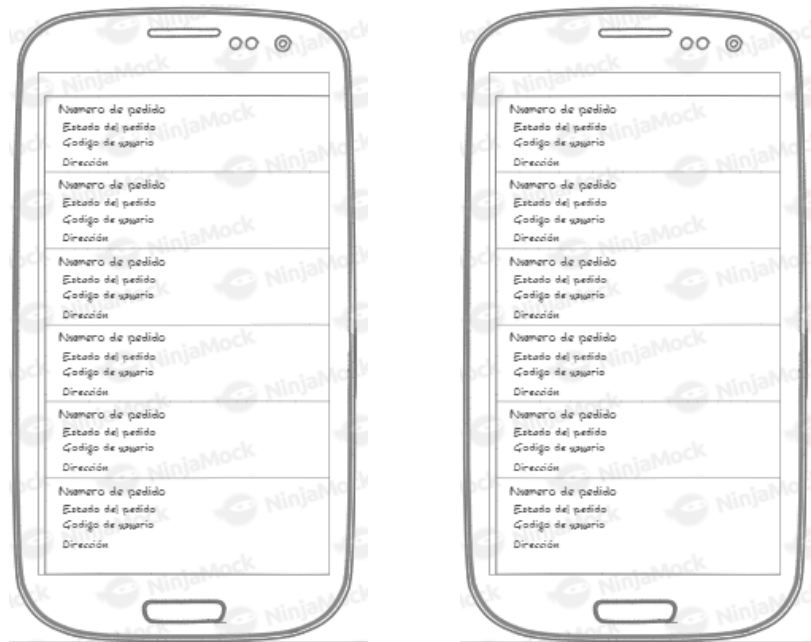 Numero de pedido
Estado del pedido
Codigo de usuario
Dirección
Numero de pedido
Estado del pedido
Codigo de usuario
Dirección
Numero de pedido
Estado del pedido
Codigo de usuario
Dirección
Numero de pedido
Estado del pedido
Codigo de usuario
Dirección
Numero de pedido
Estado del pedido
Codigo de usuario
Dirección
Numero de pedido
Estado del pedido
Codigo de usuario
Dirección
Numero de pedido
Estado del pedido
Codigo de usuario
Dirección
Numero de pedido
Estado del pedido
Codigo de usuario
Dirección
Numero de pedido
Estado del pedido
Codigo de usuario
Dirección
Numero de pedido
Estado del pedido
Codigo de usuario
Dirección
Numero de pedido
Estado del pedido
Codigo de usuario
Dirección
Numero de pedido
Estado del pedido
Codigo de usuario
Dirección
NinjaMock